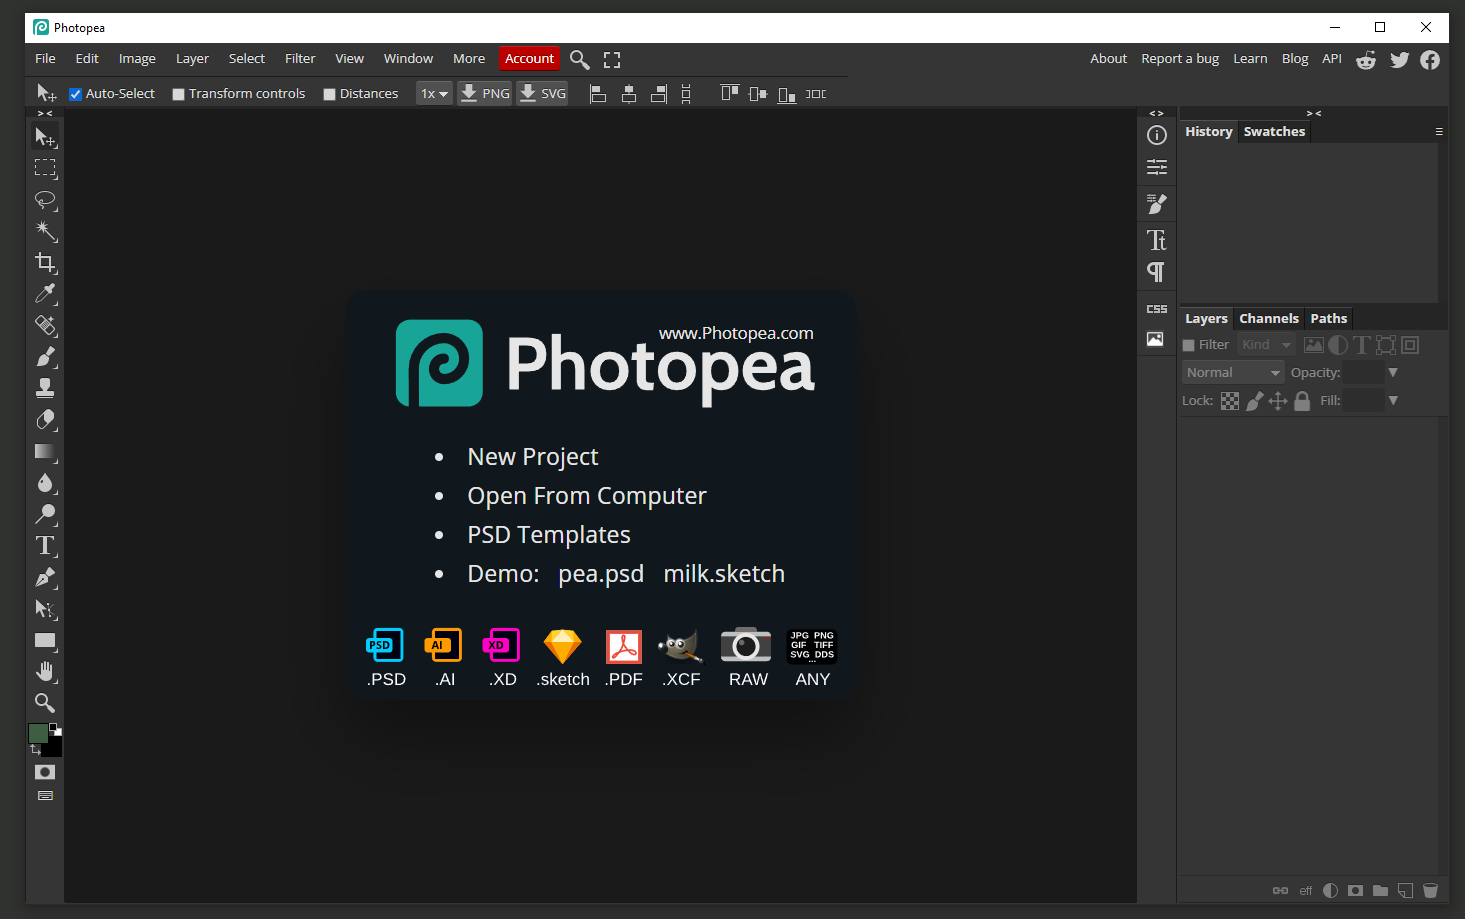 Photopea
File Edit Image Layer Select Filter View Window More Account About Report a bug Learn Blog API
Auto-Select Transform controls Distances 1x PNG SVG
> < < > > <
History Swatches
www.Photopea.com
Photopea
New Project
Open From Computer
PSD Templates
Demo: pea.psd milk.sketch
PSD AI XD JPG PNG
GIF TIFF
SVG DDS
...
.PSD .AI .XD .sketch .PDF .XCF RAW ANY
T
Tt
¶
CSS
Layers Channels Paths
Filter Kind T
Normal Opacity:
Lock: Fill:
eff